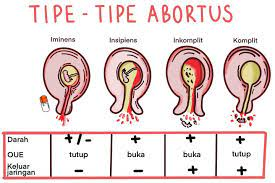 TIPE - TIPE ABORTUS
Iminens Insipiens Inkomplit Komplit
Darah +/- + + +
OUE tutup buka buka tutup
Keluar jaringan - - + +